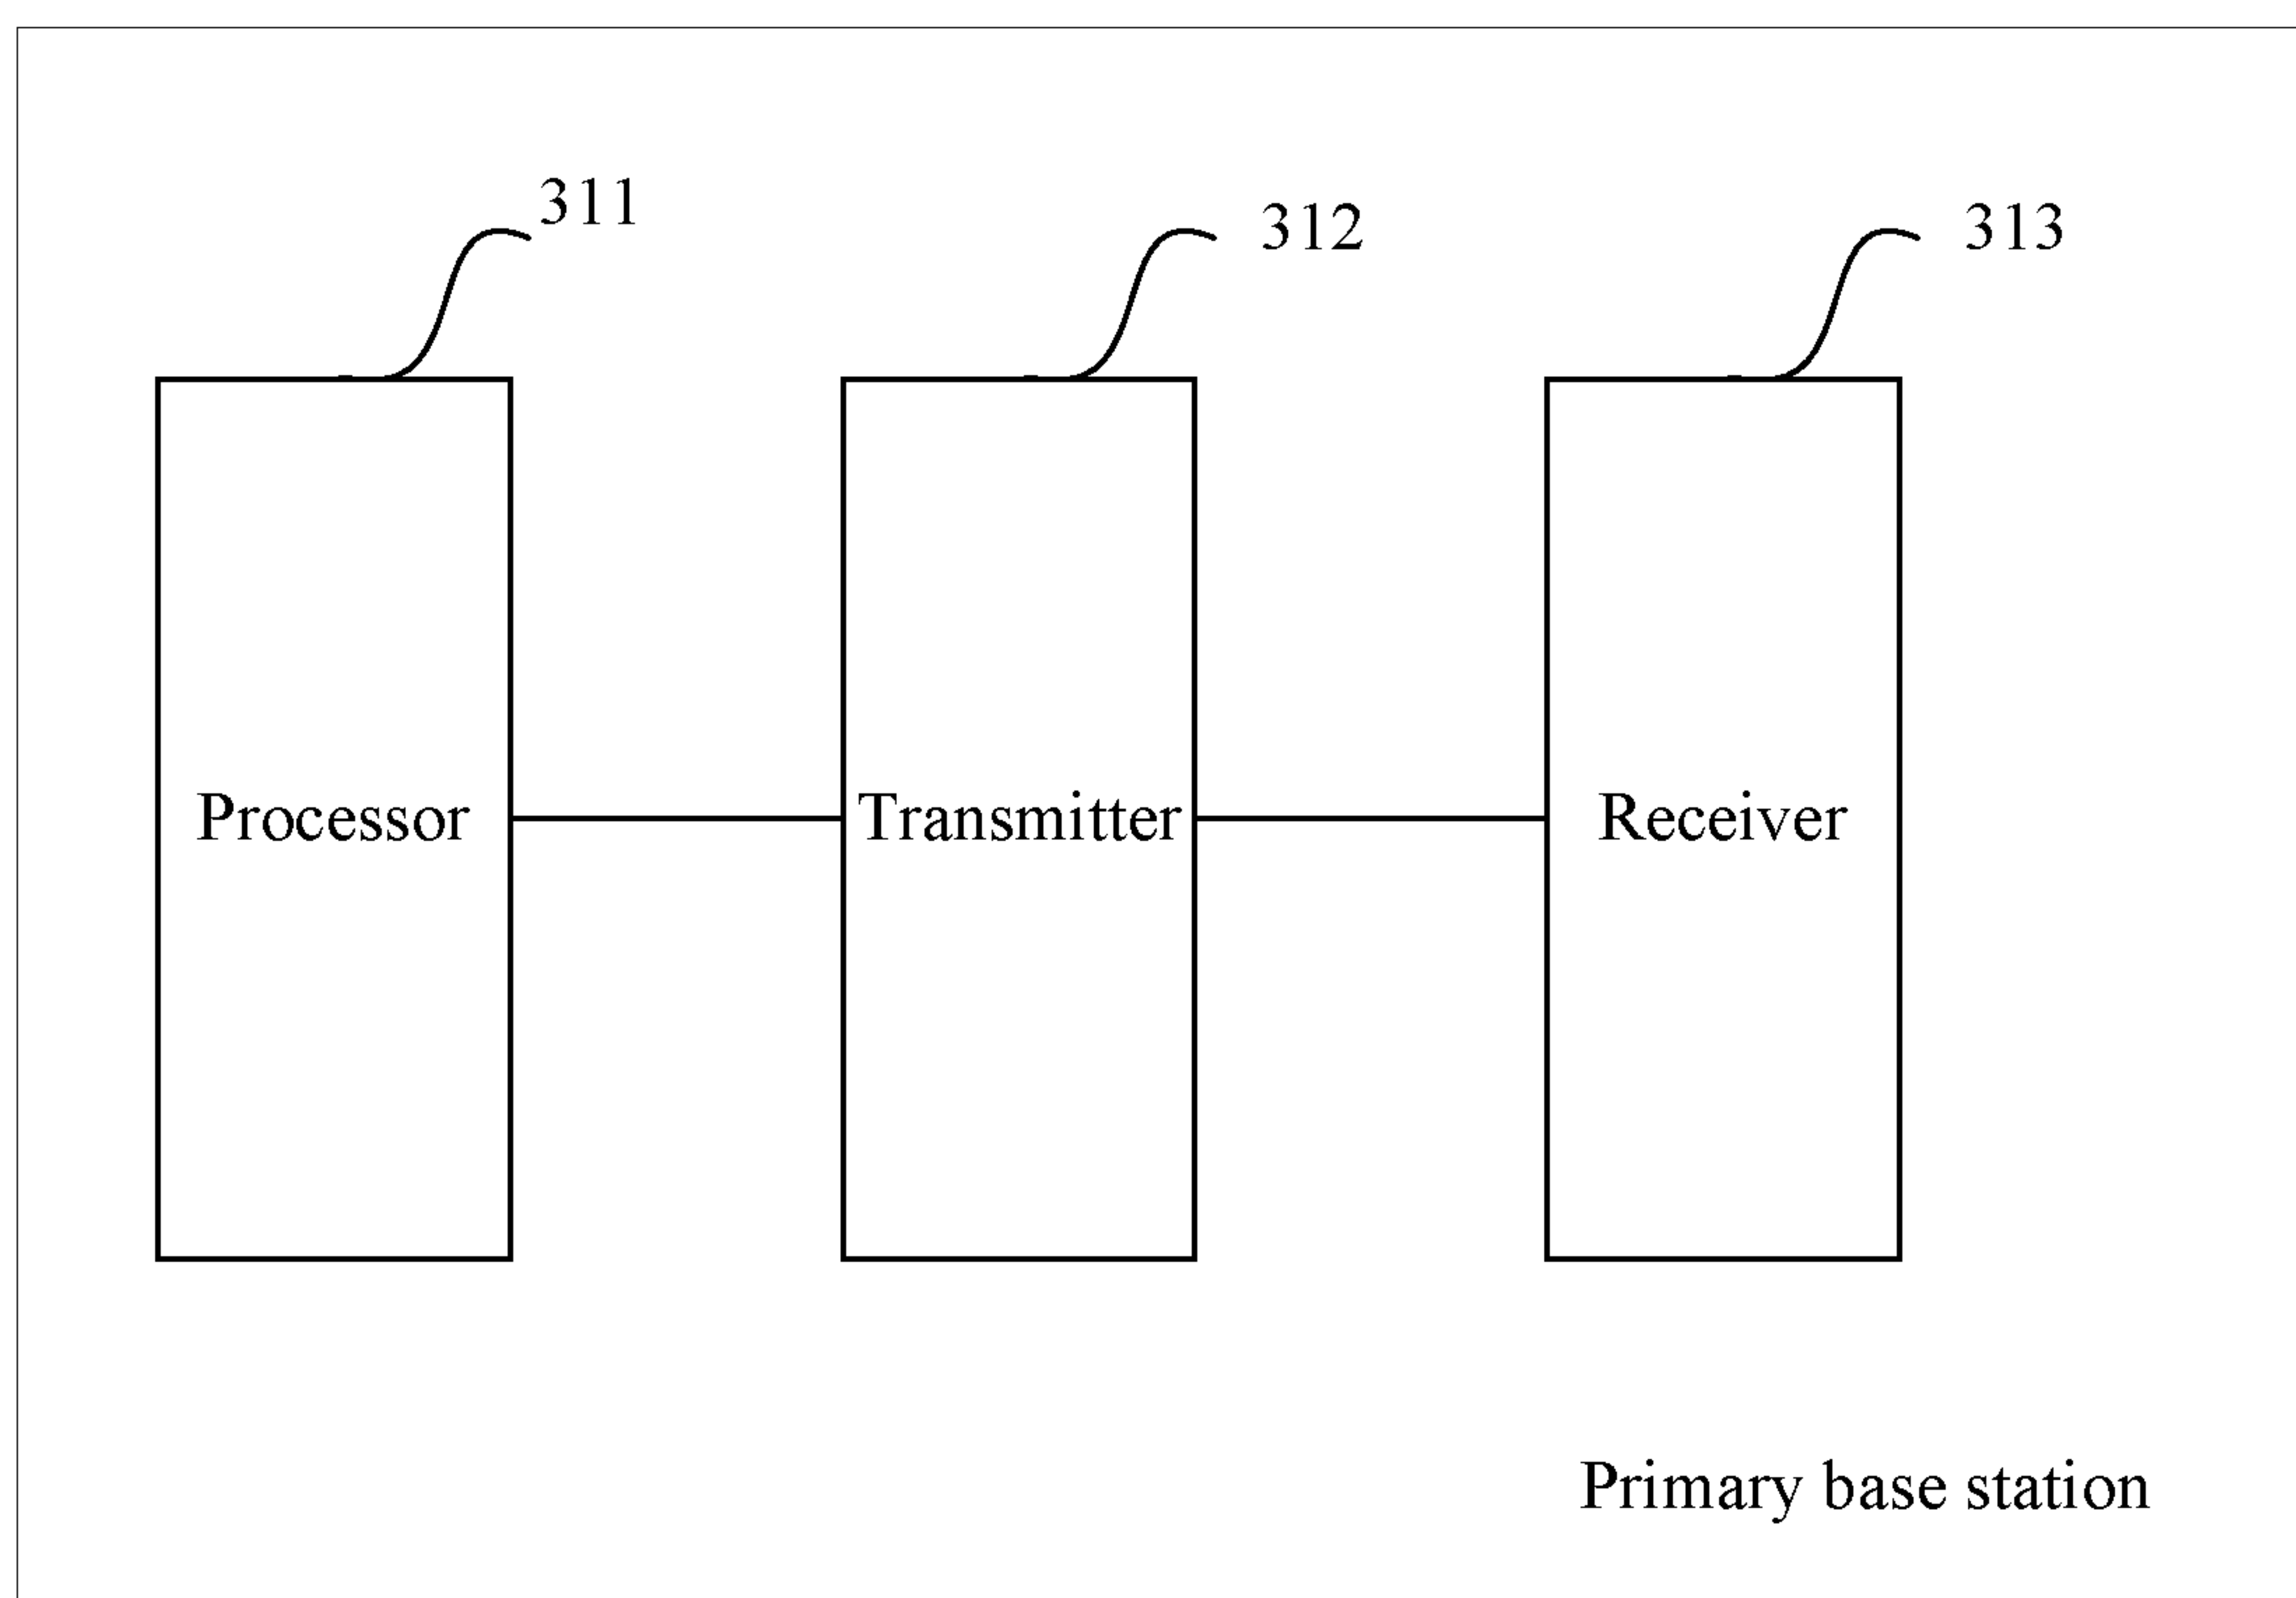 311
312
313
Processor
Transmitter
Receiver
Primary base station